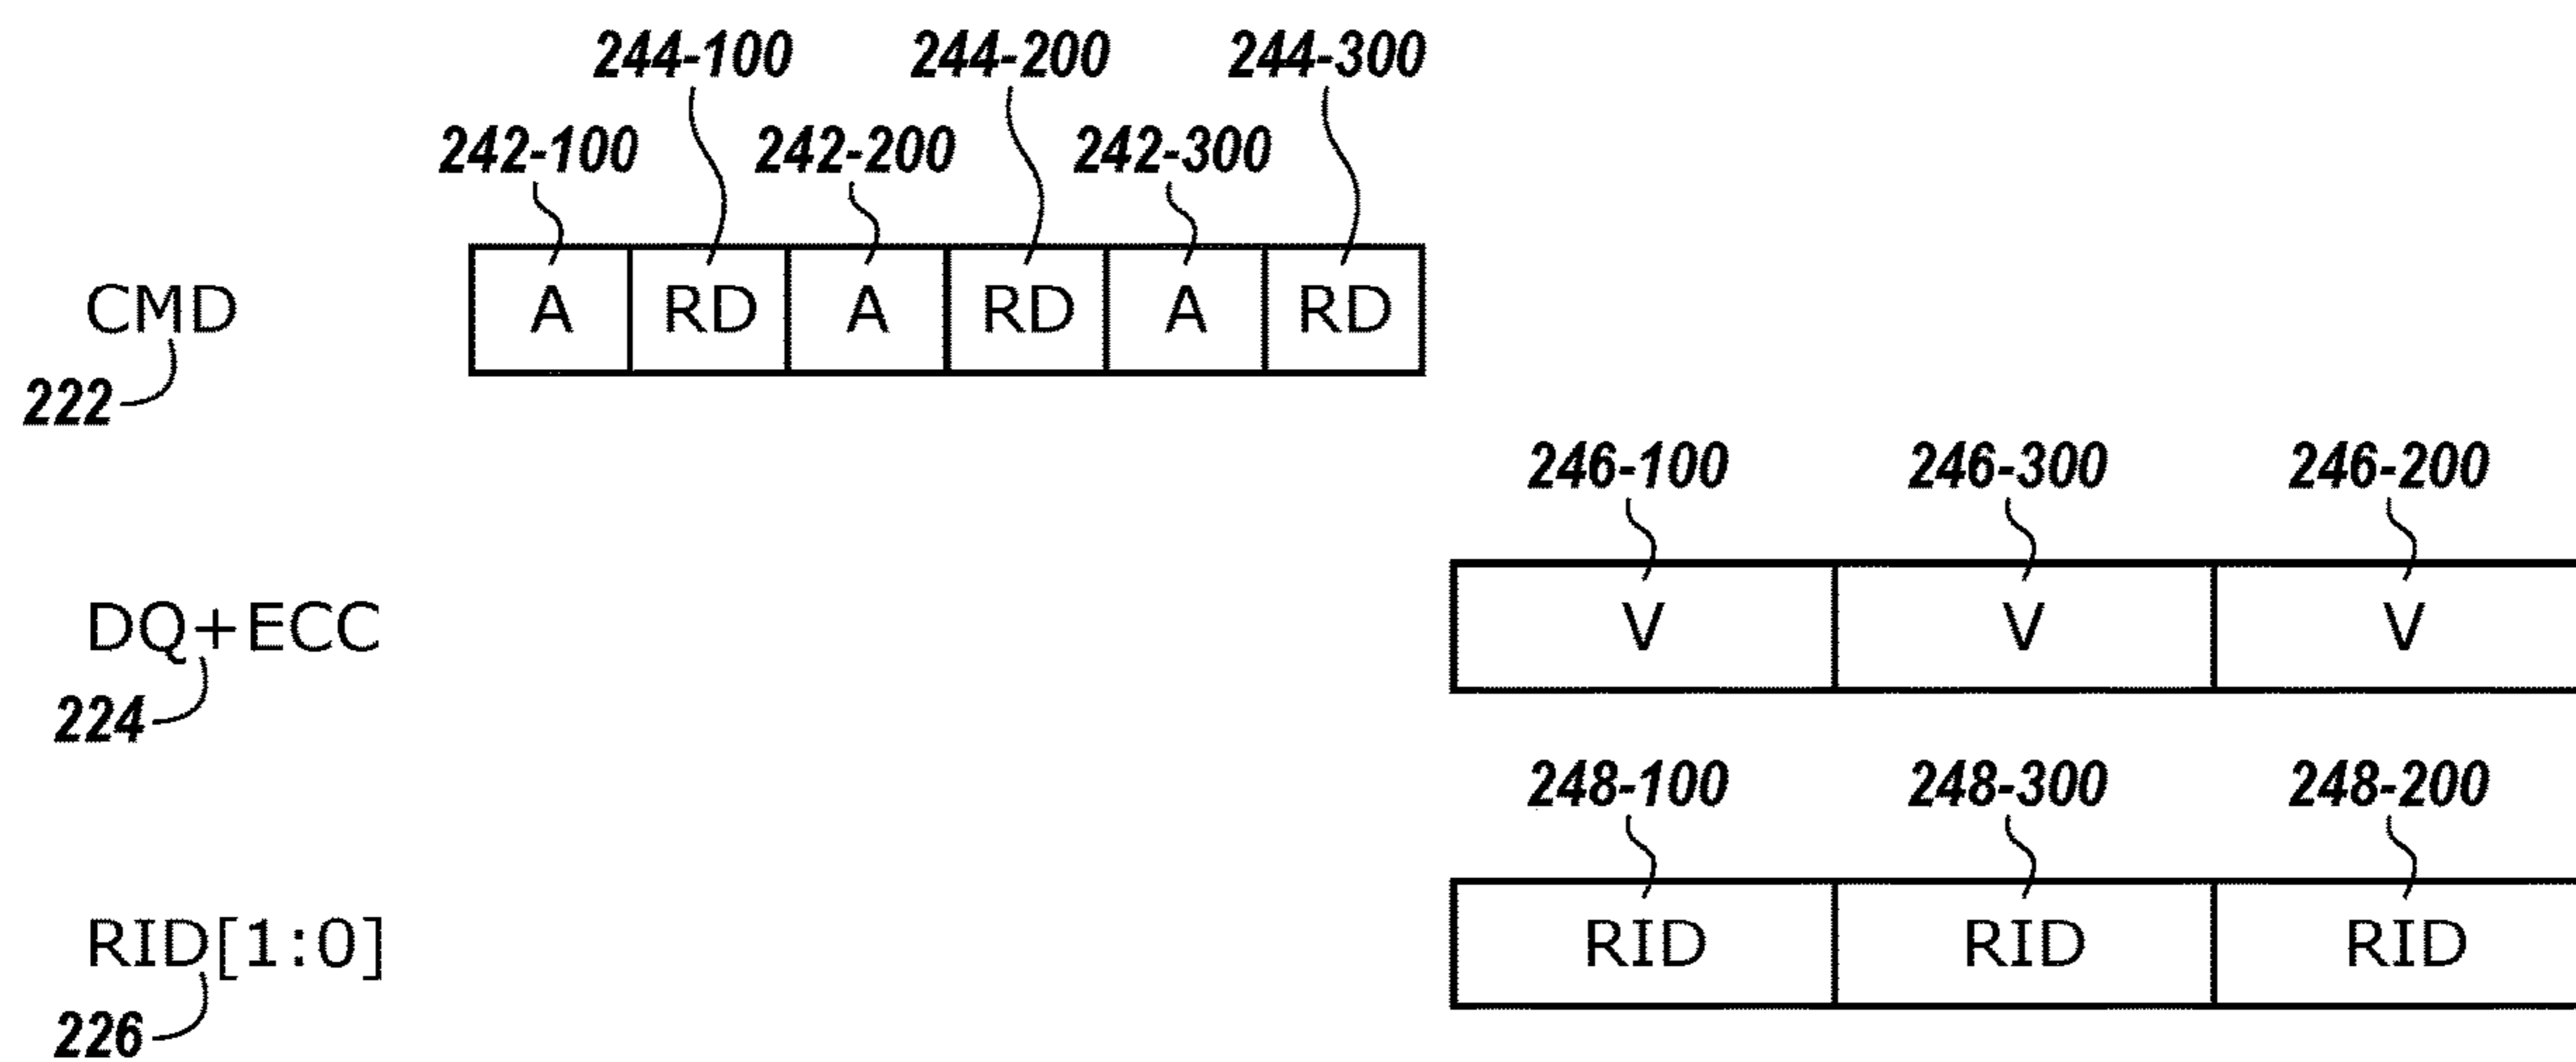 244-100 244-200 244-300
242-100 242-200 242-300
CMD A RD A RD A RD
222
246-100 246-300 246-200
DQ+ECC V V V
224
248-100 248-300 248-200
RID[1:0] RID RID RID
226